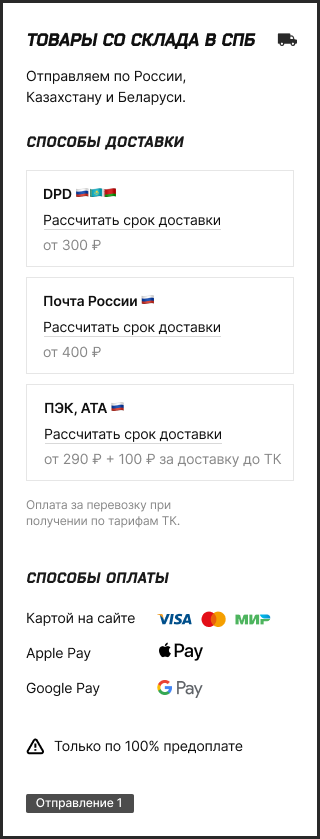 ТОВАРЫ СО СКЛАДА В СПБ
Отправляем по России,
Казахстану и Беларуси.
СПОСОБЫ ДОСТАВКИ
DPD 🇷🇺🇰🇿🇧🇾
Рассчитать срок доставки
от 300 ₽
Почта России 🇷🇺
Рассчитать срок доставки
от 400 ₽
ПЭК, АТА 🇷🇺
Рассчитать срок доставки
от 290 ₽ + 100 ₽ за доставку до ТК
Оплата за перевозку при
получении по тарифам ТК.
СПОСОБЫ ОПЛАТЫ
Картой на сайте VISA МИР
Apple Pay Pay
Google Pay G Pay
Только по 100% предоплате
Отправление 1